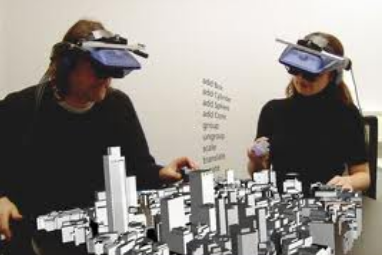 add Box
add Cylinder
add Sphere
add Cone
group
ungroup
scale
translate